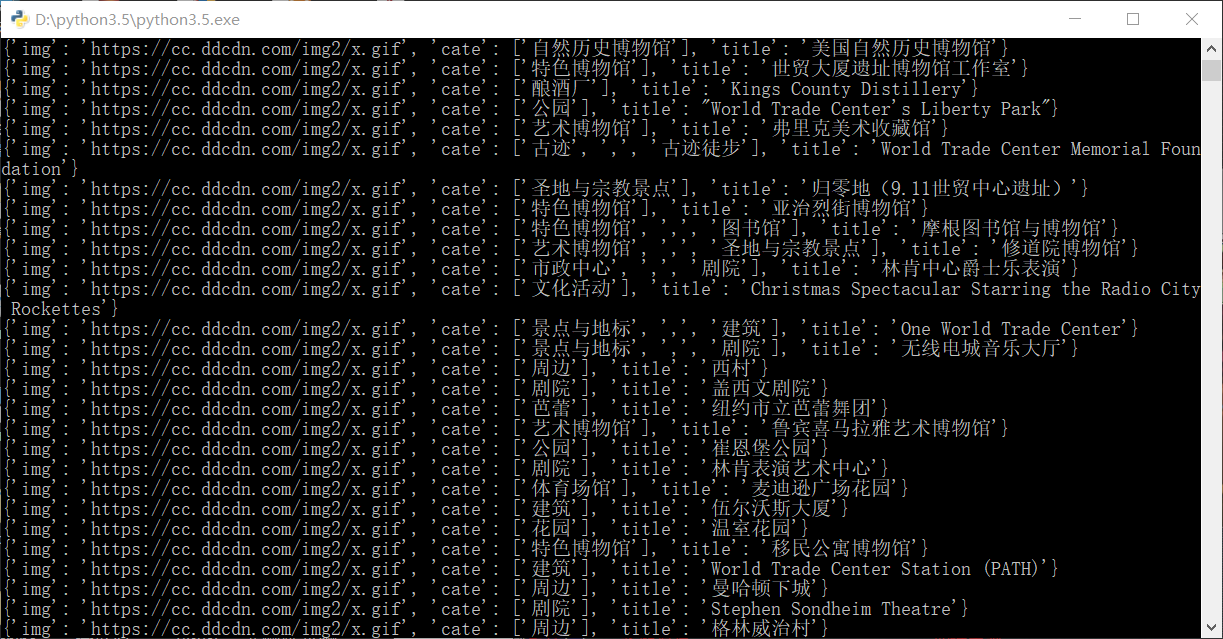 D:\python3.5\python3.5.exe
{'img': 'https://cc.ddcdn.com/img2/x.gif', 'cate': ['自然历史博物馆'], 'title': '美国自然历史博物馆'}
{'img': 'https://cc.ddcdn.com/img2/x.gif', 'cate': ['特色博物馆'], 'title': '世贸大厦遗址博物馆工作室'}
{'img': 'https://cc.ddcdn.com/img2/x.gif', 'cate': ['酿酒厂'], 'title': 'Kings County Distillery'}
{'img': 'https://cc.ddcdn.com/img2/x.gif', 'cate': ['公园'], 'title': "World Trade Center's Liberty Park"}
{'img': 'https://cc.ddcdn.com/img2/x.gif', 'cate': ['艺术博物馆'], 'title': '弗里克美术收藏馆'}
{'img': 'https://cc.ddcdn.com/img2/x.gif', 'cate': ['古迹', ',', '古迹徒步'], 'title': 'World Trade Center Memorial Foun
dation'}
{'img': 'https://cc.ddcdn.com/img2/x.gif', 'cate': ['圣地与宗教景点'], 'title': '归零地（9.11世贸中心遗址）'}
{'img': 'https://cc.ddcdn.com/img2/x.gif', 'cate': ['特色博物馆'], 'title': '亚治烈街博物馆'}
{'img': 'https://cc.ddcdn.com/img2/x.gif', 'cate': ['特色博物馆', ',', '图书馆'], 'title': '摩根图书馆与博物馆'}
{'img': 'https://cc.ddcdn.com/img2/x.gif', 'cate': ['艺术博物馆', ',', '圣地与宗教景点'], 'title': '修道院博物馆'}
{'img': 'https://cc.ddcdn.com/img2/x.gif', 'cate': ['市政中心', ',', '剧院'], 'title': '林肯中心爵士乐表演'}
{'img': 'https://cc.ddcdn.com/img2/x.gif', 'cate': ['文化活动'], 'title': 'Christmas Spectacular Starring the Radio City
 Rockettes'}
{'img': 'https://cc.ddcdn.com/img2/x.gif', 'cate': ['景点与地标', ',', '建筑'], 'title': 'One World Trade Center'}
{'img': 'https://cc.ddcdn.com/img2/x.gif', 'cate': ['景点与地标', ',', '剧院'], 'title': '无线电城音乐大厅'}
{'img': 'https://cc.ddcdn.com/img2/x.gif', 'cate': ['周边'], 'title': '西村'}
{'img': 'https://cc.ddcdn.com/img2/x.gif', 'cate': ['剧院'], 'title': '盖西文剧院'}
{'img': 'https://cc.ddcdn.com/img2/x.gif', 'cate': ['芭蕾'], 'title': '纽约市立芭蕾舞团'}
{'img': 'https://cc.ddcdn.com/img2/x.gif', 'cate': ['艺术博物馆'], 'title': '鲁宾喜马拉雅艺术博物馆'}
{'img': 'https://cc.ddcdn.com/img2/x.gif', 'cate': ['公园'], 'title': '崔恩堡公园'}
{'img': 'https://cc.ddcdn.com/img2/x.gif', 'cate': ['剧院'], 'title': '林肯表演艺术中心'}
{'img': 'https://cc.ddcdn.com/img2/x.gif', 'cate': ['体育场馆'], 'title': '麦迪逊广场花园'}
{'img': 'https://cc.ddcdn.com/img2/x.gif', 'cate': ['建筑'], 'title': '伍尔沃斯大厦'}
{'img': 'https://cc.ddcdn.com/img2/x.gif', 'cate': ['花园'], 'title': '温室花园'}
{'img': 'https://cc.ddcdn.com/img2/x.gif', 'cate': ['特色博物馆'], 'title': '移民公寓博物馆'}
{'img': 'https://cc.ddcdn.com/img2/x.gif', 'cate': ['建筑'], 'title': 'World Trade Center Station (PATH)'}
{'img': 'https://cc.ddcdn.com/img2/x.gif', 'cate': ['周边'], 'title': '曼哈顿下城'}
{'img': 'https://cc.ddcdn.com/img2/x.gif', 'cate': ['剧院'], 'title': 'Stephen Sondheim Theatre'}
{'img': 'https://cc.ddcdn.com/img2/x.gif', 'cate': ['周边'], 'title': '格林威治村'}